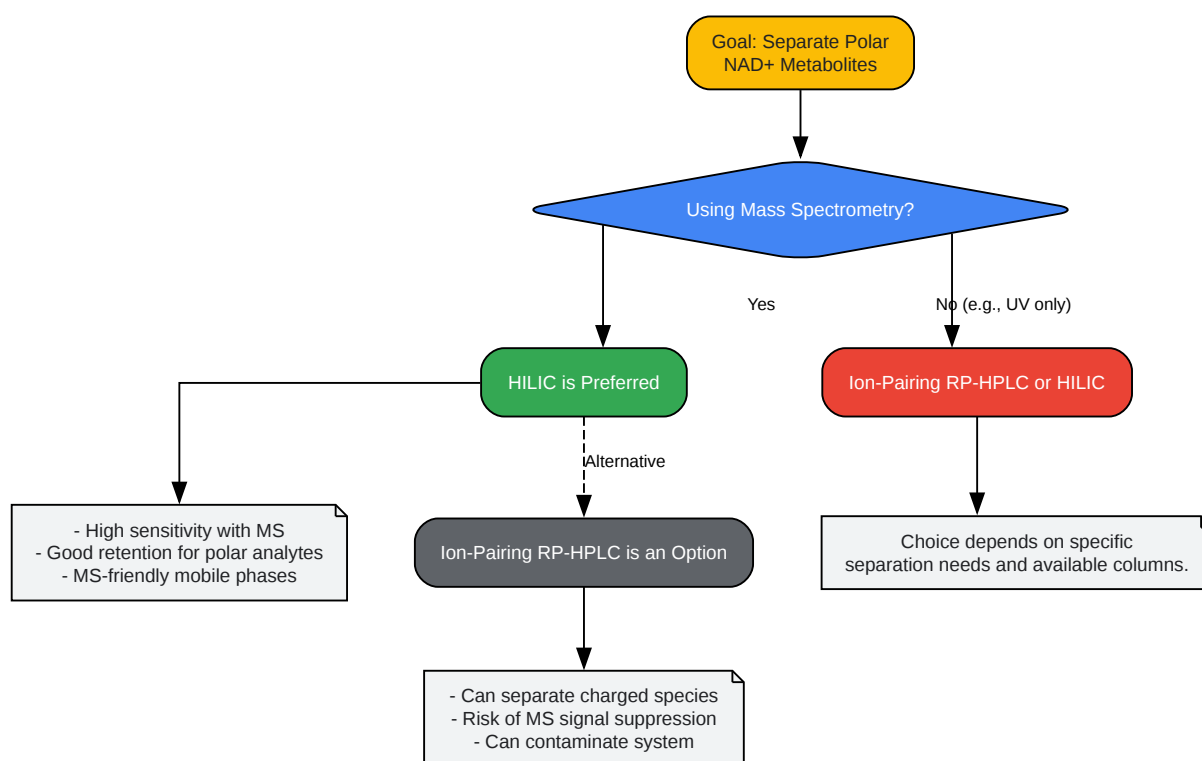 Goal: Separate Polar
NAD+ Metabolites
Using Mass Spectrometry?
Yes
No (e.g., UV only)
HILIC is Preferred
Ion-Pairing RP-HPLC or HILIC
Alternative
- High sensitivity with MS
- Good retention for polar analytes
- MS-friendly mobile phases
Ion-Pairing RP-HPLC is an Option
Choice depends on specific
separation needs and available columns.
- Can separate charged species
- Risk of MS signal suppression
- Can contaminate system